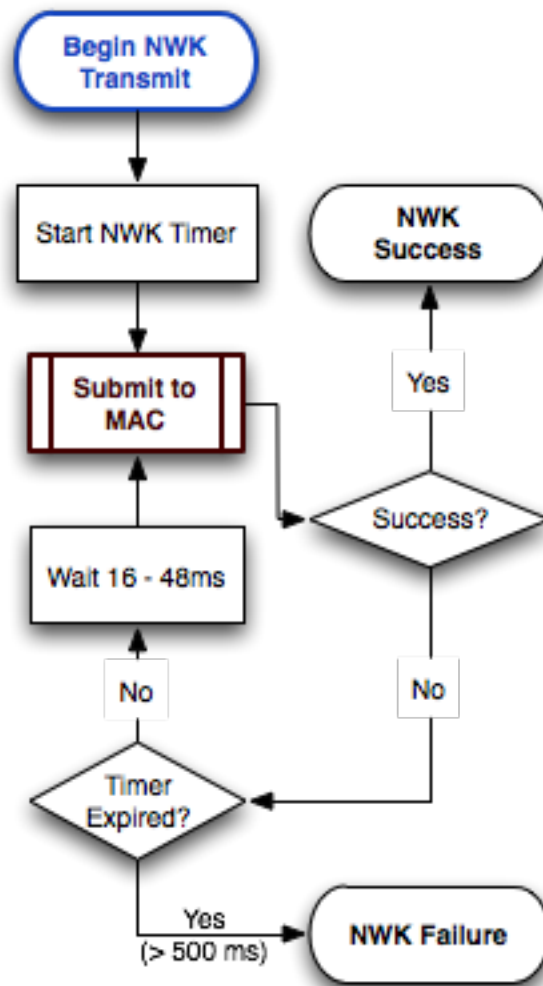 Begin NWK
Transmit
Start NWK Timer
NWK
Success
Submit to
MAC
Yes
Success?
Wait 16 - 48ms
No
No
Timer
Expired?
Yes
(> 500 ms)
NWK Failure